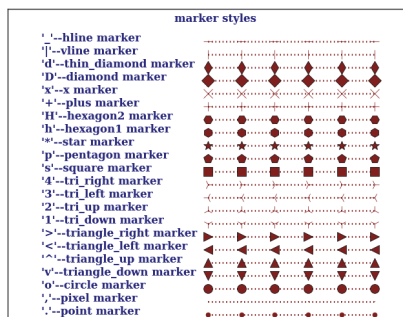 marker styles
'_'--hline marker
'|'--vline marker
'd'--thin_diamond marker
'D'--diamond marker
'x'--x marker
'+'--plus marker
'H'--hexagon2 marker
'h'--hexagon1 marker
'*'--star marker
'p'--pentagon marker
's'--square marker
'4'--tri_right marker
'3'--tri_left marker
'2'--tri_up marker
'1'--tri_down marker
'>'--triangle_right marker
'<'--triangle_left marker
'^'--triangle_up marker
'v'--triangle_down marker
'o'--circle marker
','--pixel marker
'.'--point marker